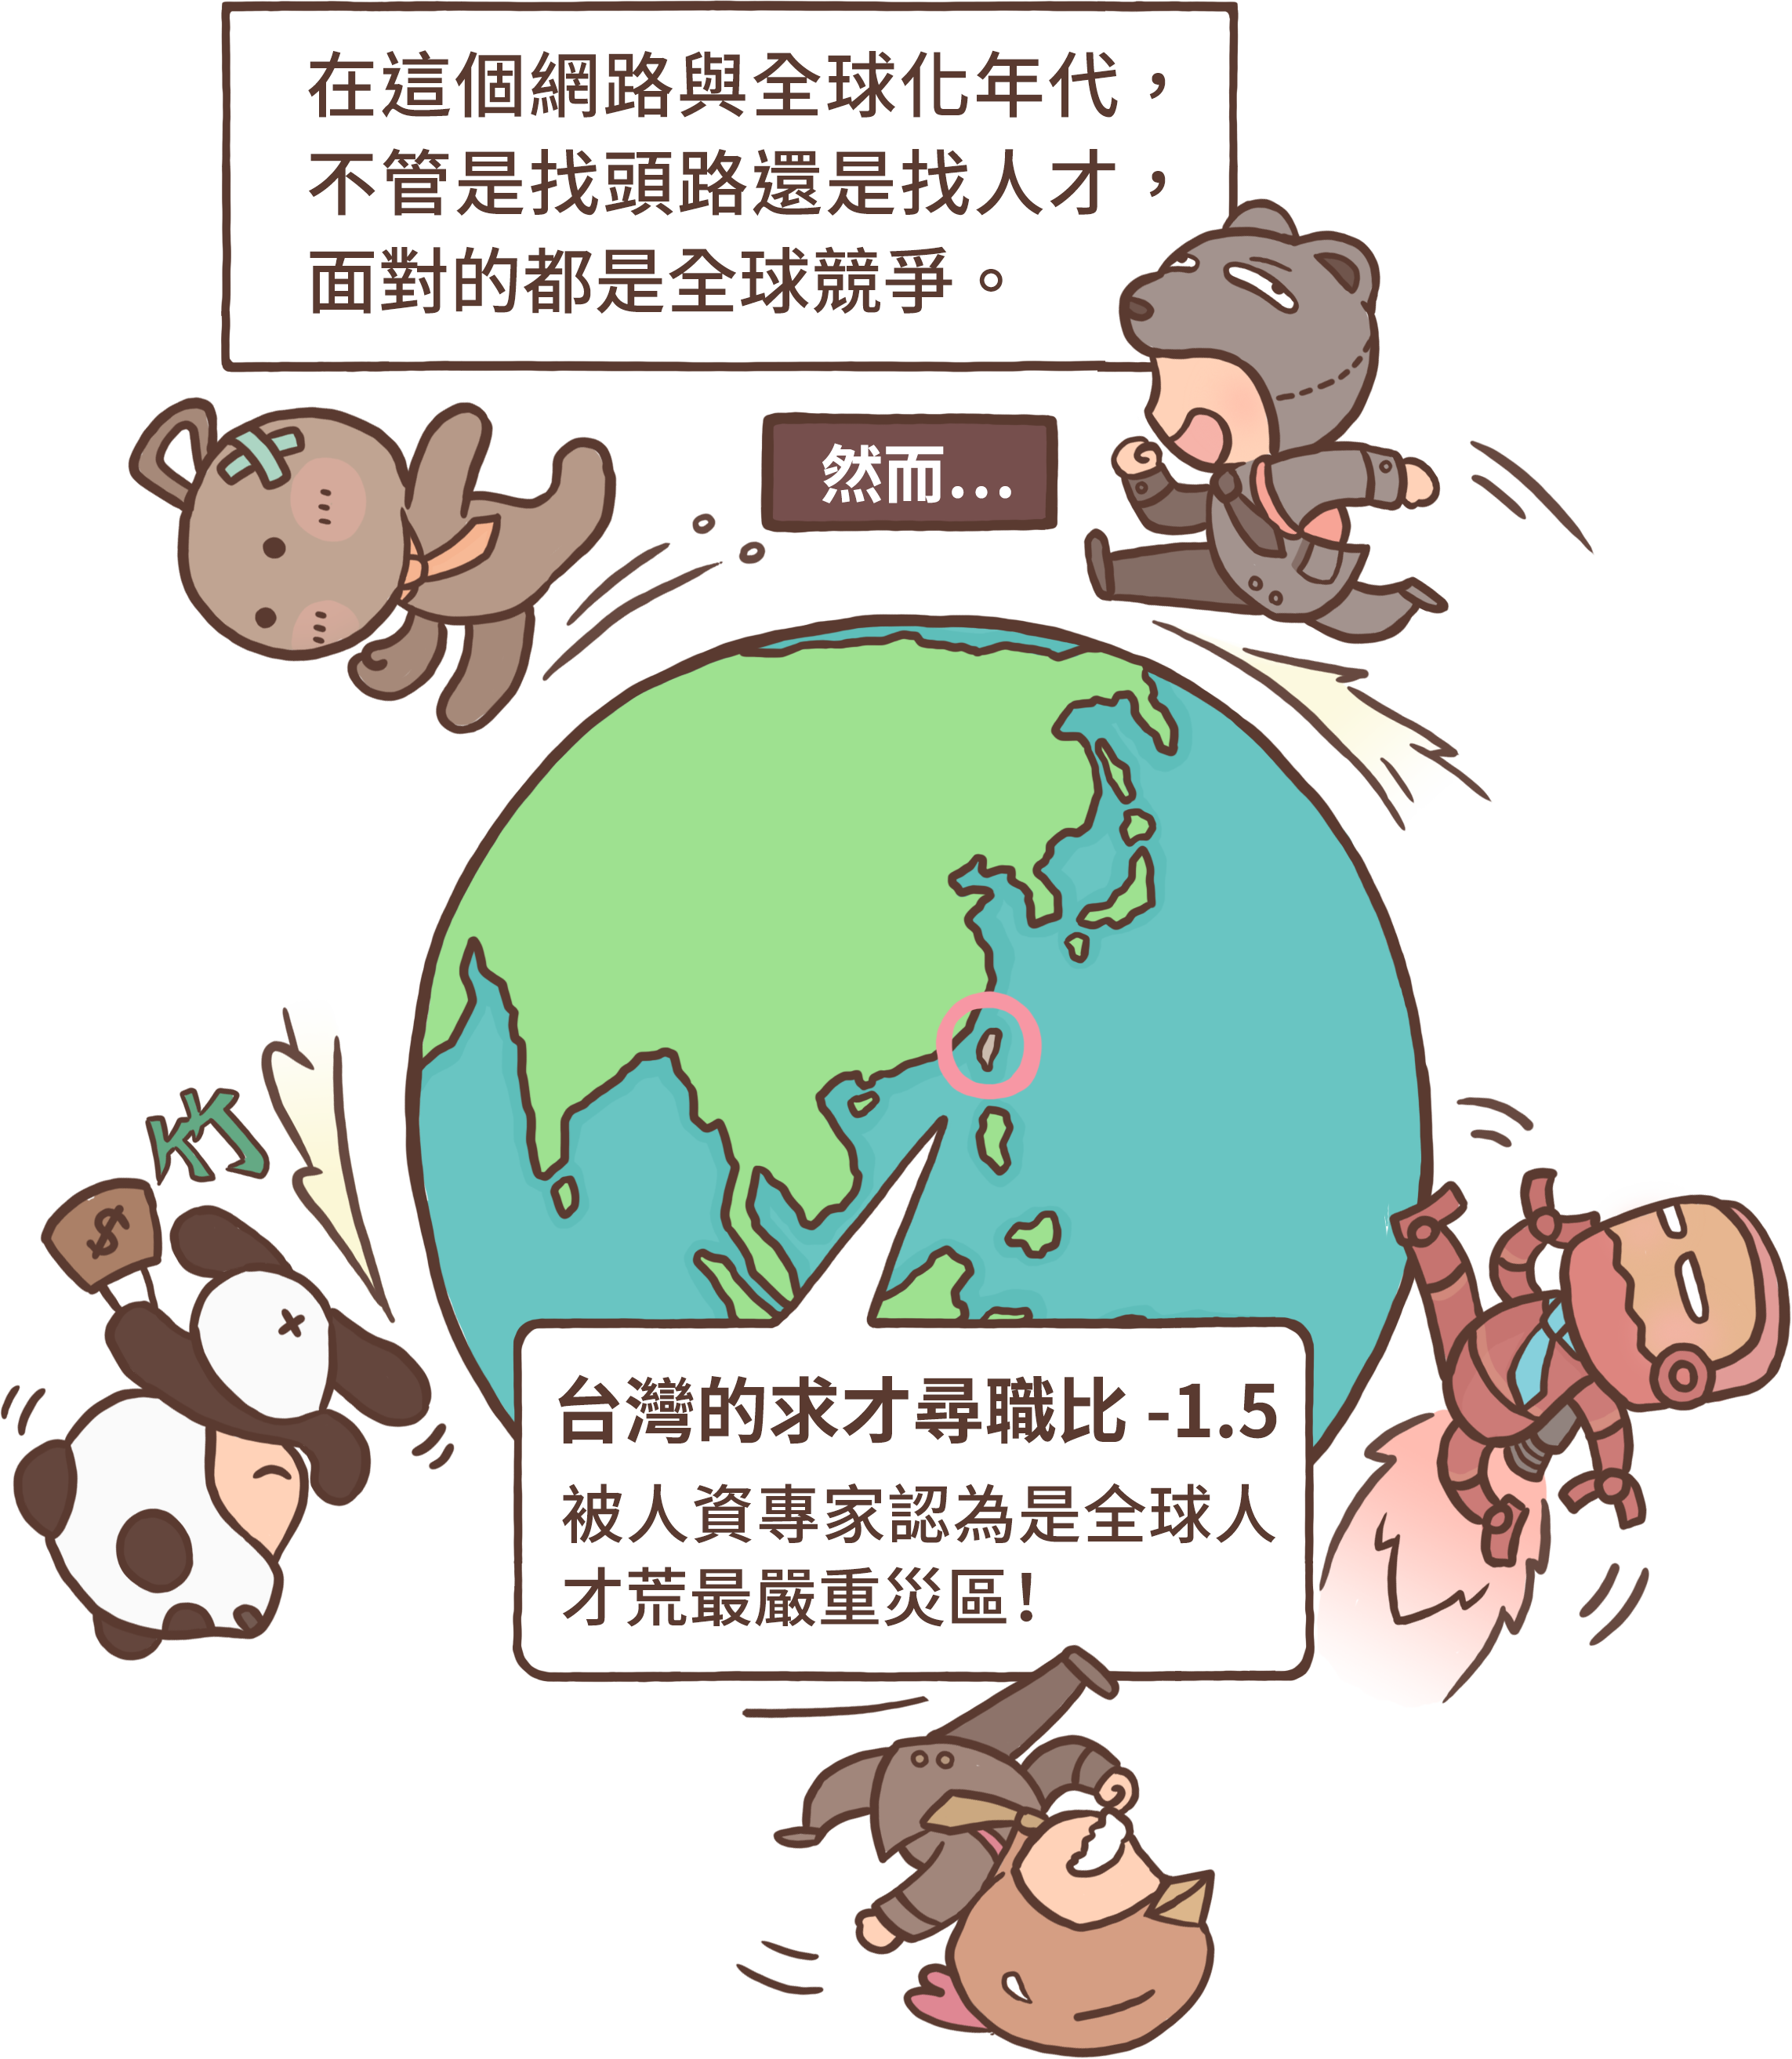 在這個網路與全球化年代，
不管是找頭路還是找人才，
面對的都是全球競爭。
然而...
竹
$
台灣的求才尋職比 -1.5
被人資專家認為是全球人
才荒最嚴重災區！